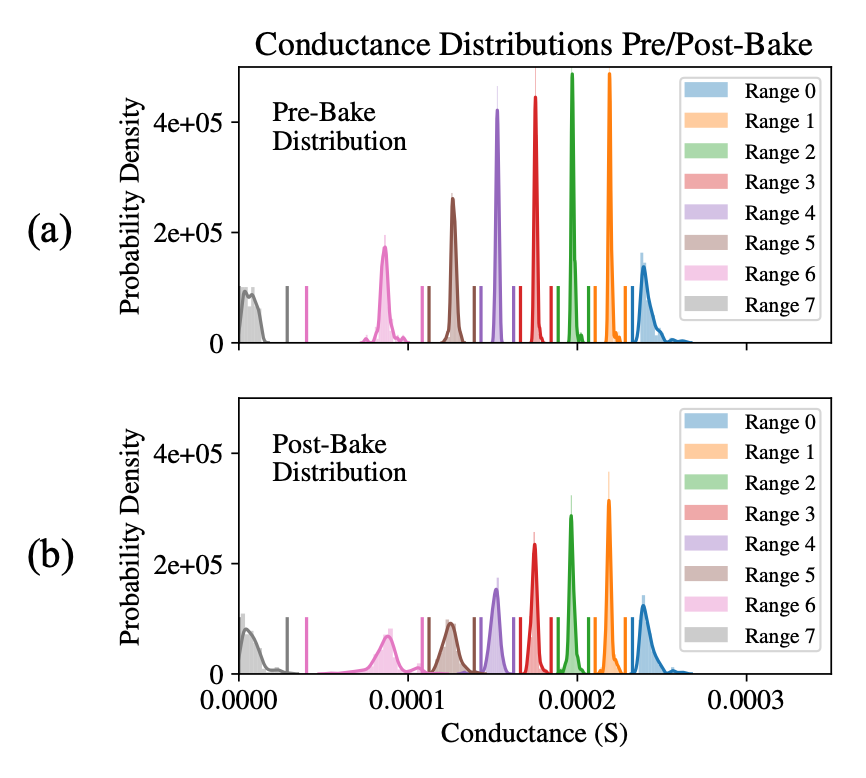 Conductance Distributions Pre/Post-Bake
(a)
Probability Density
4e+05
2e+05
0
Pre-Bake
Distribution
Range 0
Range 1
Range 2
Range 3
Range 4
Range 5
Range 6
Range 7
(b)
Probability Density
4e+05
2e+05
0
Post-Bake
Distribution
Range 0
Range 1
Range 2
Range 3
Range 4
Range 5
Range 6
Range 7
0.0000 0.0001 0.0002 0.0003
Conductance (S)